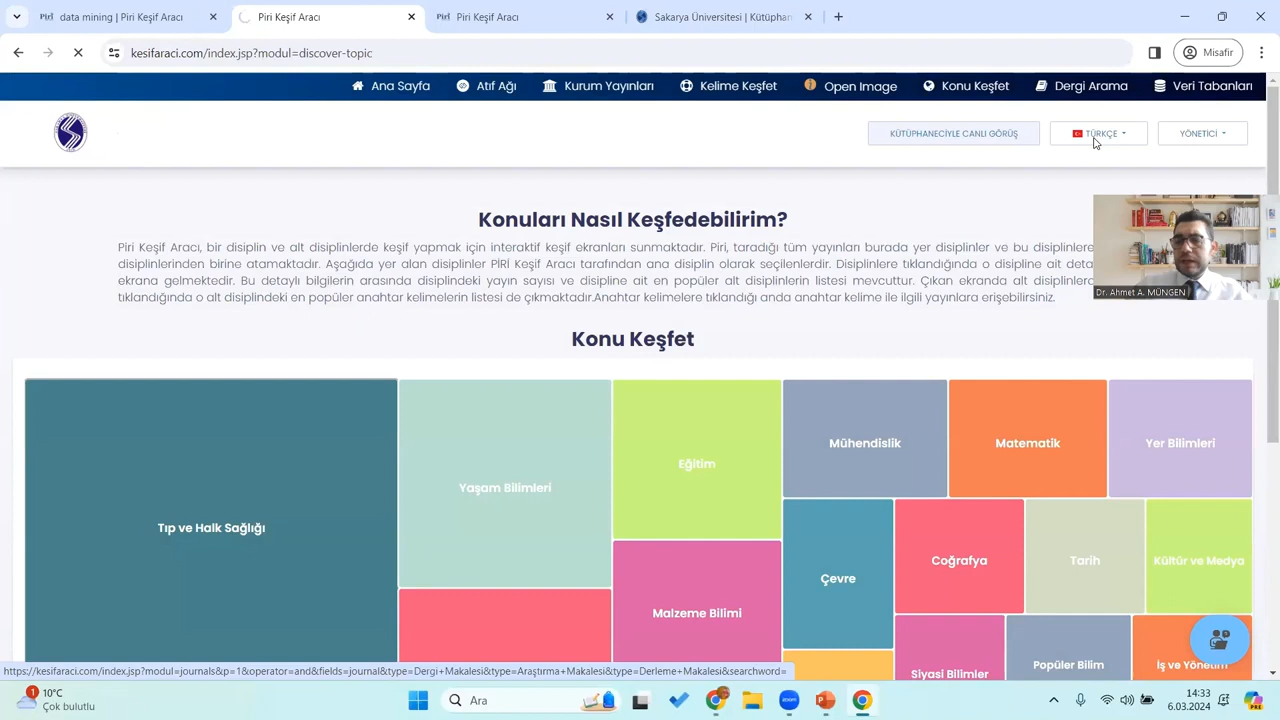 data mining | Piri Keşif Aracı
Piri Keşif Aracı
Piri Keşif Aracı
Sakarya Üniversitesi | Kütüphan
kesifaraci.com/index.jsp?modul=discover-topic
Misafir
Ana Sayfa
Atıf Ağı
Kurum Yayınları
Kelime Keşfet
Open Image
Konu Keşfet
Dergi Arama
Veri Tabanları
KÜTÜPHANECİYLE CANLI GÖRÜŞ
TÜRKÇE
YÖNETİCİ
Konuları Nasıl Keşfedebilirim?
Piri Keşif Aracı, bir disiplin ve alt disiplinlerde keşif yapmak için interaktif keşif ekranları sunmaktadır. Piri, taradığı tüm yayınları burada yer disiplinler ve bu disiplinlere
disiplinlerinden birine atamaktadır. Aşağıda yer alan disiplinler PİRİ Keşif Aracı tarafından ana disiplin olarak seçilenlerdir. Disiplinlere tıklandığında o disipline ait deta
ekrana gelmektedir. Bu detaylı bilgilerin arasında disiplindeki yayın sayısı ve disipline ait en popüler alt disiplinlerin listesi mevcuttur. Çıkan ekranda alt disiplinlere
tıklandığında o alt disiplindeki en popüler anahtar kelimelerin listesi de çıkmaktadır.Anahtar kelimelere tıklandığı anda anahtar kelime ile ilgili yayınlara erişebilirsiniz.
Dr. Ahmet A. MÜNGEN
Konu Keşfet
Tıp ve Halk Sağlığı
Yaşam Bilimleri
Eğitim
Malzeme Bilimi
Mühendislik
Matematik
Yer Bilimleri
Çevre
Coğrafya
Tarih
Kültür ve Medya
Siyasi Bilimler
Popüler Bilim
İş ve Yönetim
https://kesifaraci.com/index.jsp?modul=journals&p=1&operator=and&fields=journal&type=Dergi+Makalesi&type=Araştırma+Makalesi&type=Derleme+Makalesi&searchword=
1
10°C
Çok bulutlu
Ara
zoom
14:33
6.03.2024
PRE